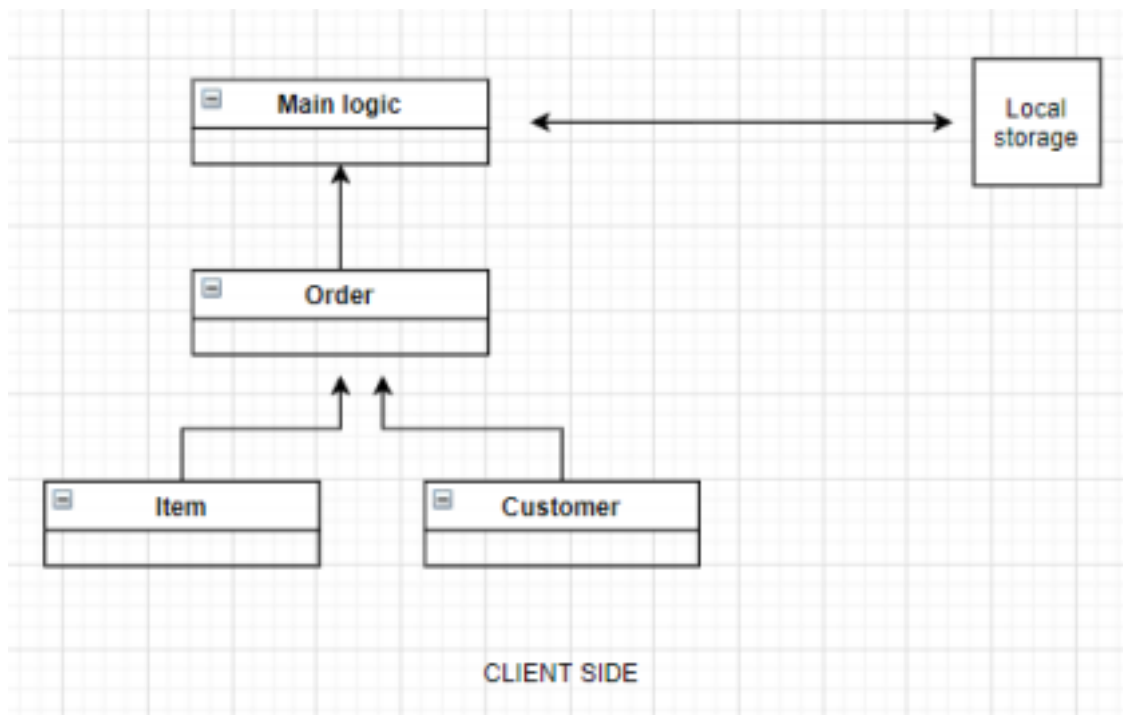 Main logic
Local
storage
Order
Item
Customer
CLIENT SIDE